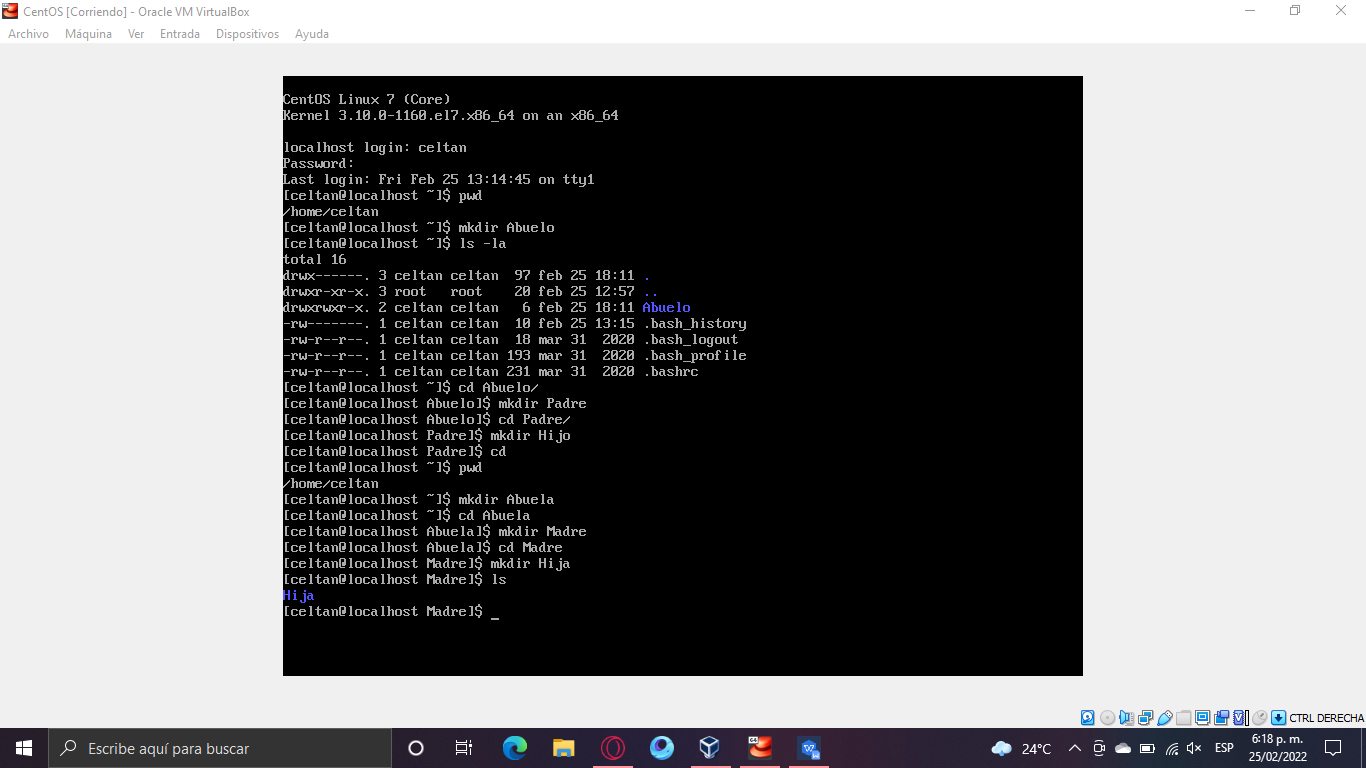 CentOS [Corriendo] - Oracle VM VirtualBox
Archivo Máquina Ver Entrada Dispositivos Ayuda
CentOS Linux 7 (Core)
Kernel 3.10.0-1160.el7.x86_64 on an x86_64
localhost login: celtan
Password:
Last login: Fri Feb 25 13:14:45 on tty1
[celtan@localhost ~]$ pwd
/home/celtan
[celtan@localhost ~]$ mkdir Abuelo
[celtan@localhost ~]$ ls -la
total 16
drwx------. 3 celtan celtan  97 feb 25 18:11 .
drwxr-xr-x. 3 root   root    20 feb 25 12:57 ..
drwxrwxr-x. 2 celtan celtan   6 feb 25 18:11 Abuelo
-rw-------. 1 celtan celtan  10 feb 25 13:15 .bash_history
-rw-r--r--. 1 celtan celtan  18 mar 31  2020 .bash_logout
-rw-r--r--. 1 celtan celtan 193 mar 31  2020 .bash_profile
-rw-r--r--. 1 celtan celtan 231 mar 31  2020 .bashrc
[celtan@localhost ~]$ cd Abuelo/
[celtan@localhost Abuelo]$ mkdir Padre
[celtan@localhost Abuelo]$ cd Padre/
[celtan@localhost Padre]$ mkdir Hijo
[celtan@localhost Padre]$ cd
[celtan@localhost ~]$ pwd
/home/celtan
[celtan@localhost ~]$ mkdir Abuela
[celtan@localhost ~]$ cd Abuela
[celtan@localhost Abuela]$ mkdir Madre
[celtan@localhost Abuela]$ cd Madre
[celtan@localhost Madre]$ mkdir Hija
[celtan@localhost Madre]$ ls
Hija
[celtan@localhost Madre]$ _
CTRL DERECHA
Escribe aquí para buscar
24°C
ESP
6:18 p. m.
25/02/2022